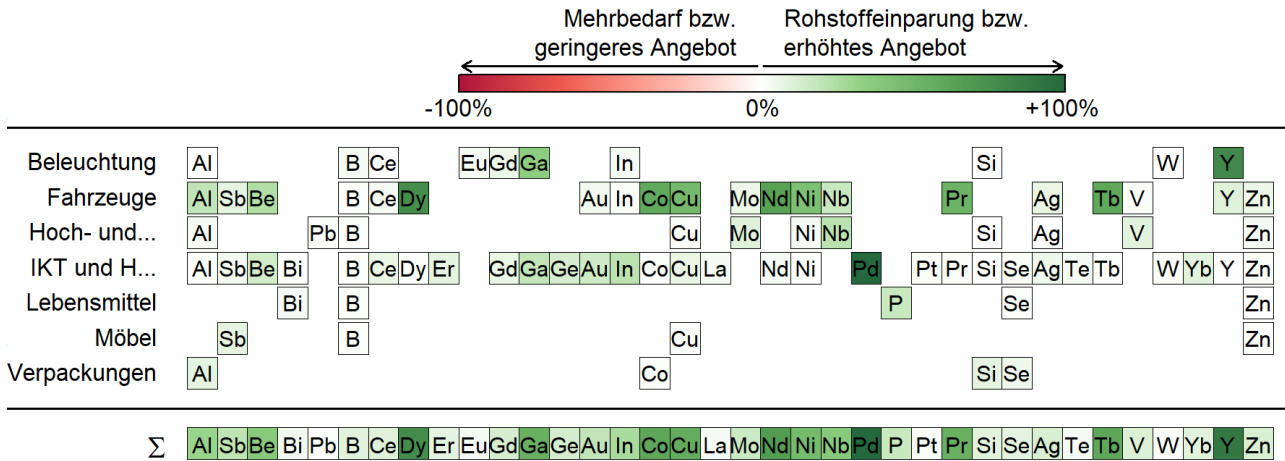 Mehrbedarf bzw. Rohstoffeinparung bzw.
geringeres Angebot erhöhtes Angebot
-100% 0% +100%
Beleuchtung Al B Ce Eu Gd Ga In Si W Y
Fahrzeuge Al Sb Be B Ce Dy Au In Co Cu Mo Nd Ni Nb Pr Ag Tb V Y Zn
Hoch- und... Al Pb B Cu Mo Ni Nb Si Ag V Zn
IKT und H... Al Sb Be Bi B Ce Dy Er Gd Ga Ge Au In Co Cu La Nd Ni Pd Pt Pr Si Se Ag Te Tb W Yb Y Zn
Lebensmittel Bi B P Se Zn
Möbel Sb B Cu Zn
Verpackungen Al Co Si Se
Σ Al Sb Be Bi Pb B Ce Dy Er Eu Gd Ga Ge Au In Co Cu La Mo Nd Ni Nb Pd P Pt Pr Si Se Ag Te Tb V W Yb Y Zn